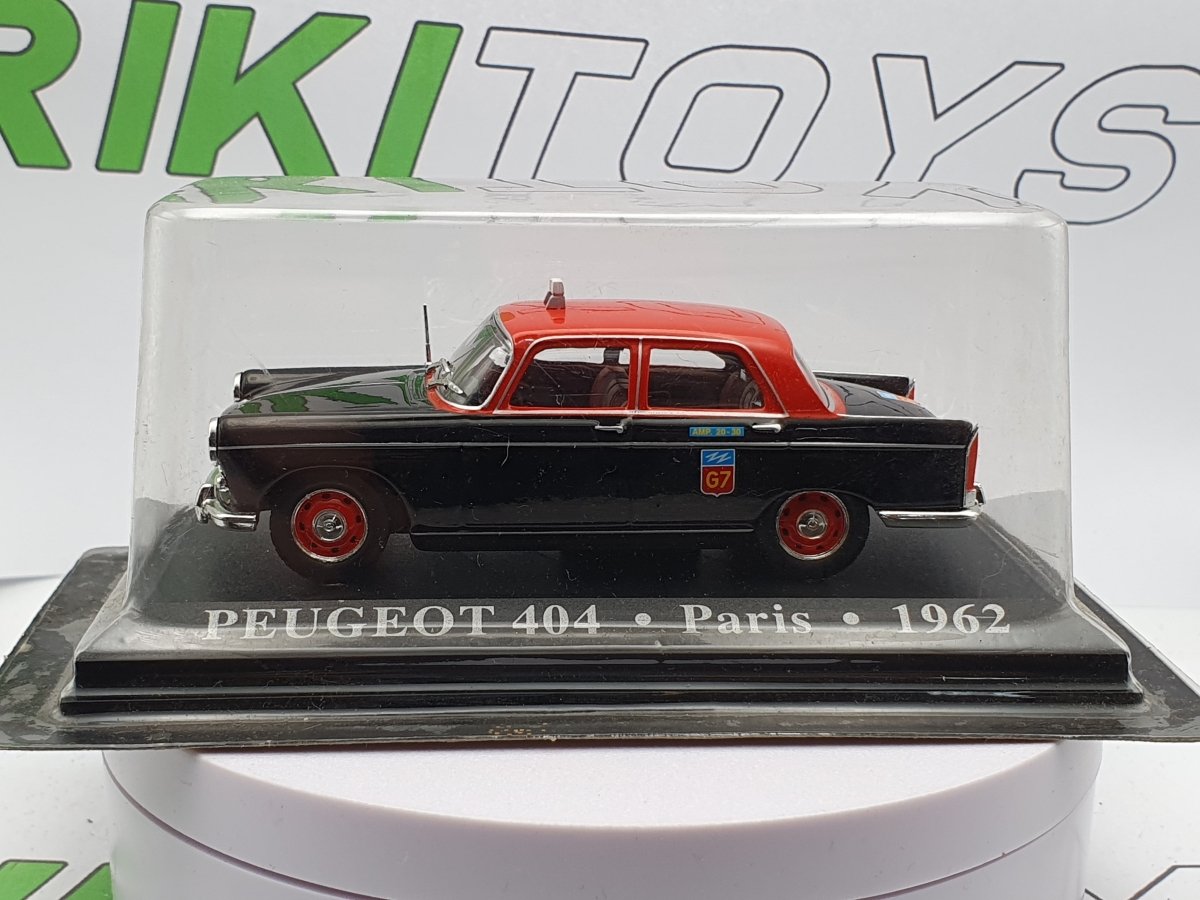 RIKITOYS
AMP. 20-30
G7
PEUGEOT 404 • Paris • 1962